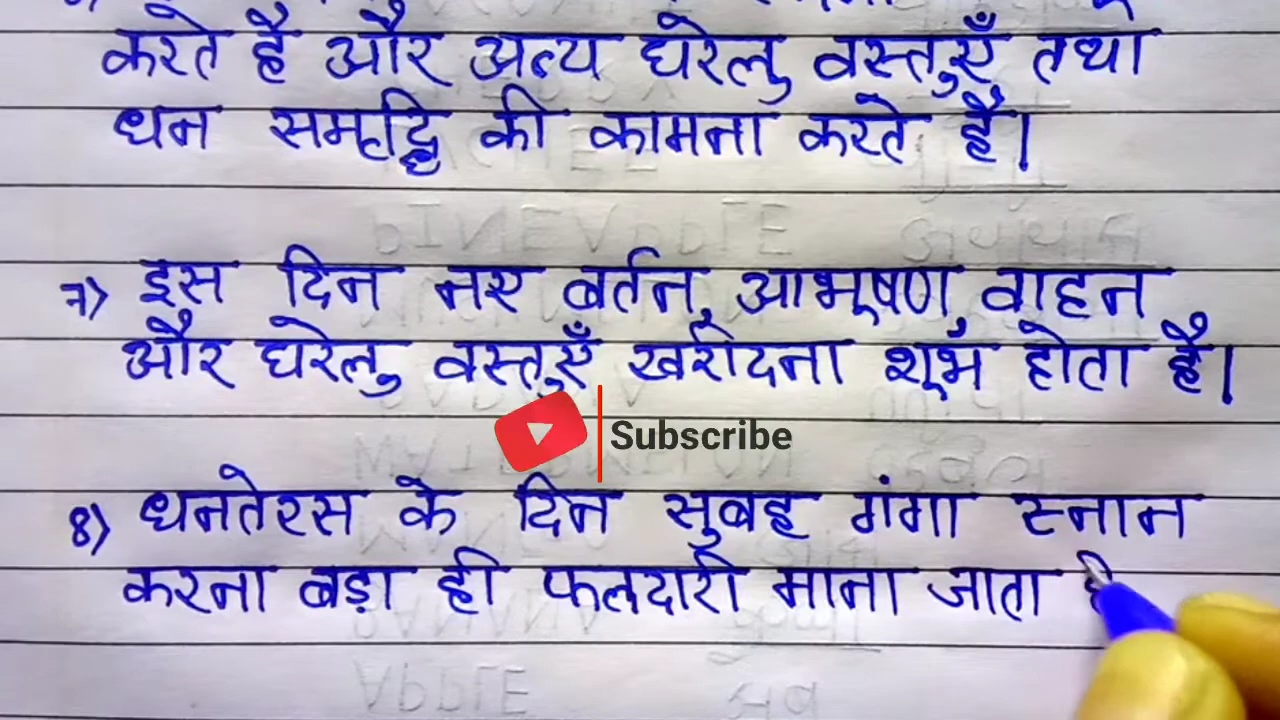 करते है और अन्य घरेलु वस्तुएँ तथा
धन समृद्धि की कामना करते है।
7) इस दिन नए बर्तन, आभूषण, वाहन
और घरेलु वस्तुएँ खरीदना शुभ होता है।
Subscribe
8) धनतेरस के दिन सुबह गंगा स्नान
करना बड़ा ही फलदारी माना जाता